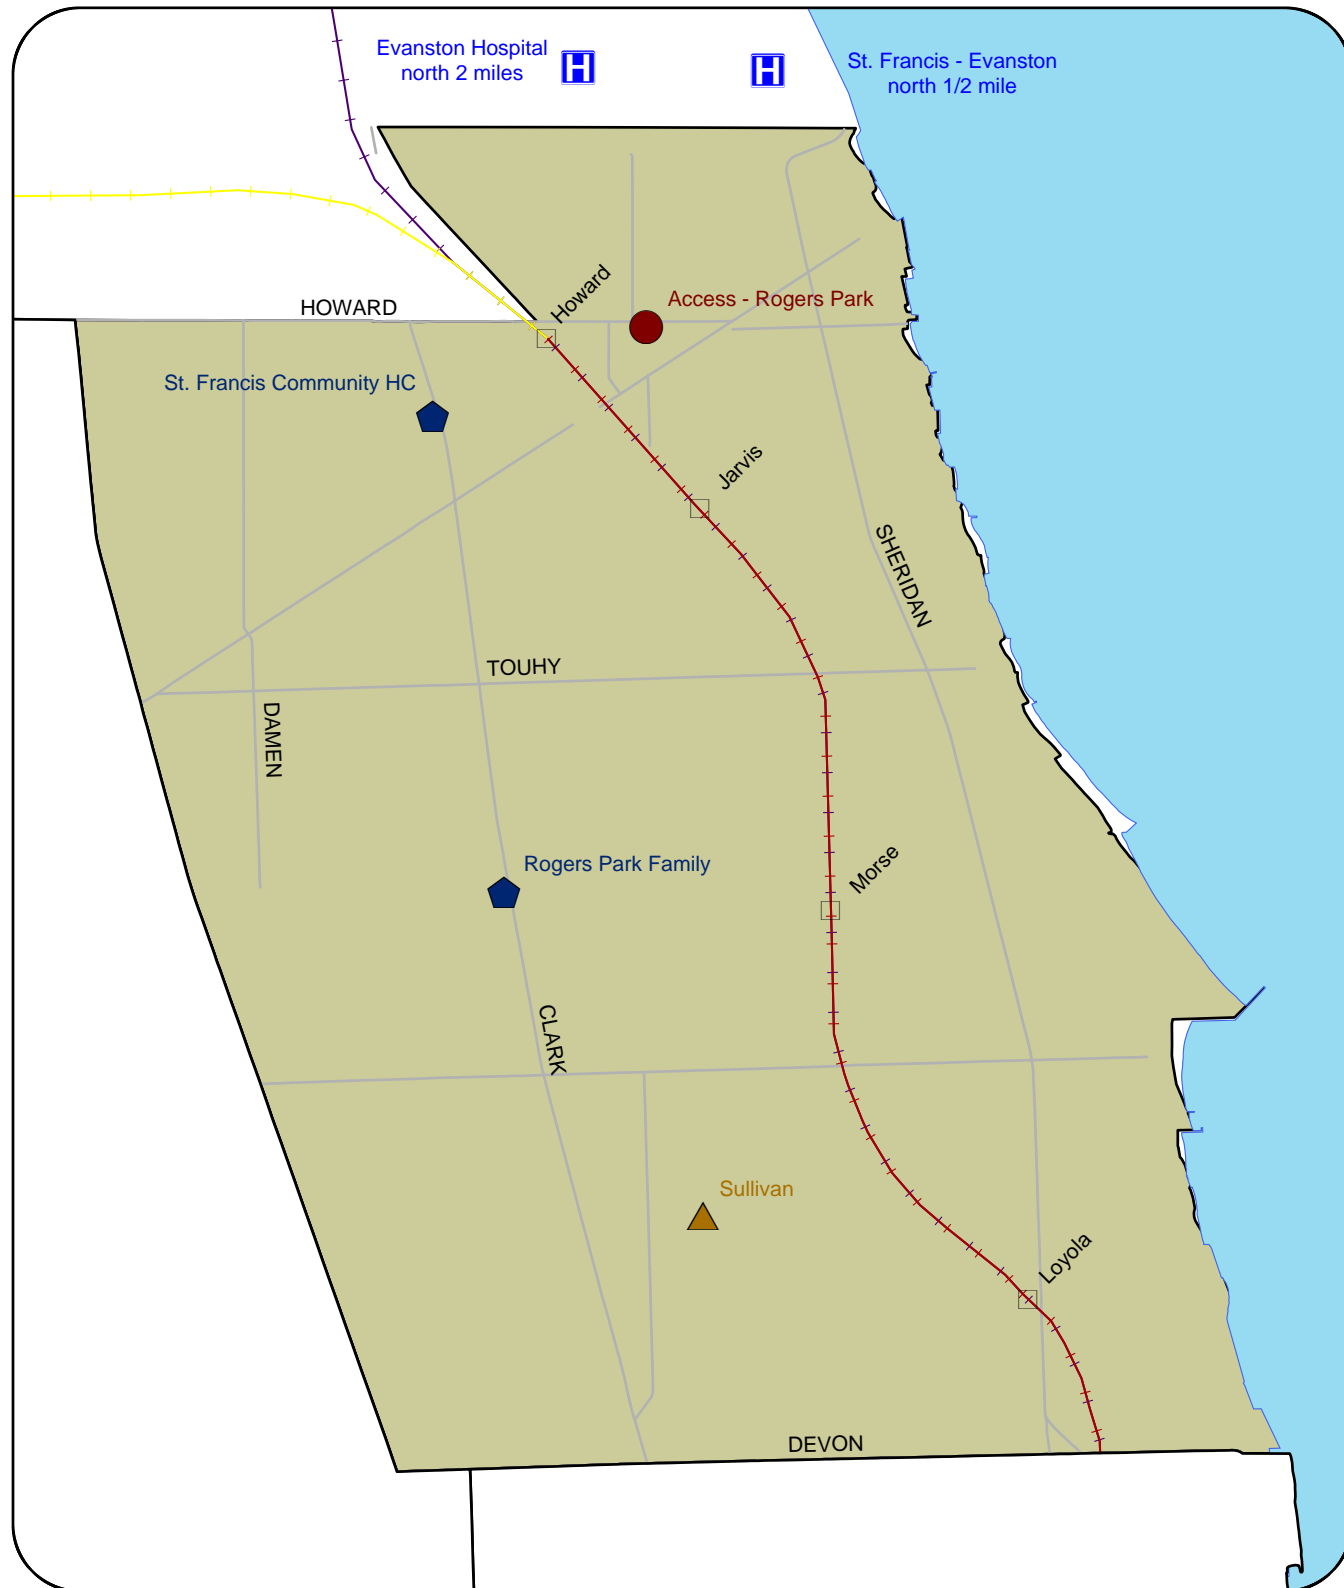 Evanston Hospital
north 2 miles
H
H
St. Francis - Evanston
north 1/2 mile
Howard
Access - Rogers Park
HOWARD
St. Francis Community HC
Jarvis
SHERIDAN
TOUHY
DAMEN
Rogers Park Family
Morse
CLARK
Sullivan
Loyola
DEVON